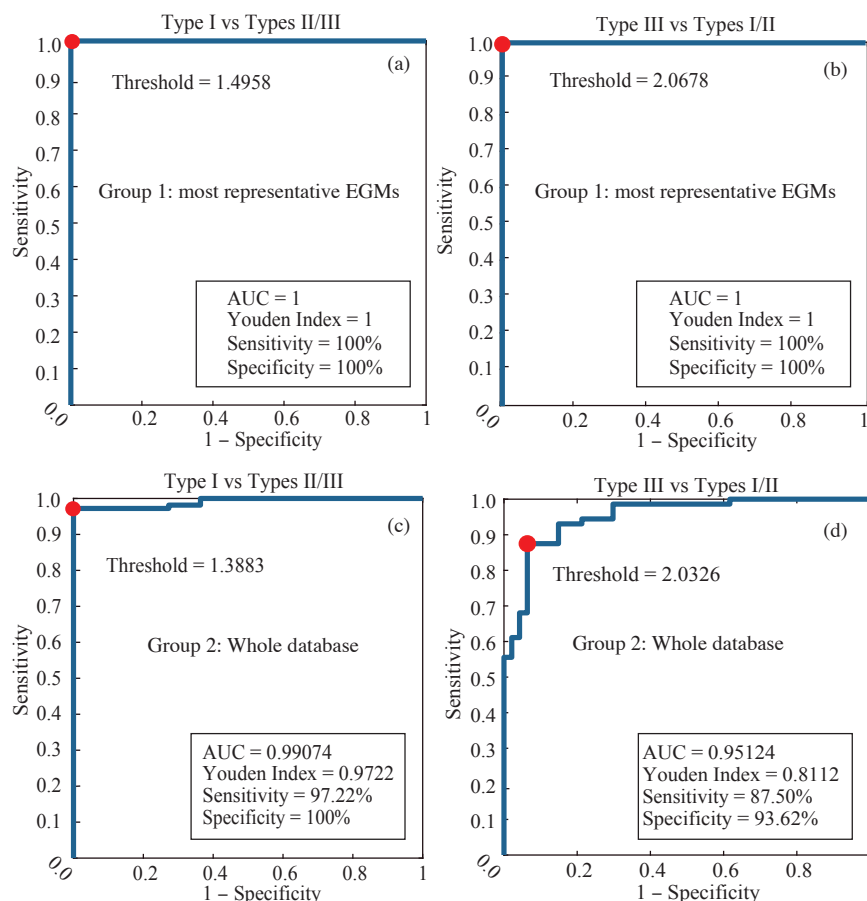 Type I vs Types II/III
1.0
0.9
0.8
0.7
0.6
0.5
0.4
0.3
0.2
0.1
0.0
0.2
0.4
0.6
0.8
1
Sensitivity
1 − Specificity
(a)
Threshold = 1.4958
Group 1: most representative EGMs
AUC = 1
Youden Index = 1
Sensitivity = 100%
Specificity = 100%
Type III vs Types I/II
1.0
0.9
0.8
0.7
0.6
0.5
0.4
0.3
0.2
0.1
0.0
0.2
0.4
0.6
0.8
1
Sensitivity
1 − Specificity
(b)
Threshold = 2.0678
Group 1: most representative EGMs
AUC = 1
Youden Index = 1
Sensitivity = 100%
Specificity = 100%
Type I vs Types II/III
1.0
0.9
0.8
0.7
0.6
0.5
0.4
0.3
0.2
0.1
0.0
0.2
0.4
0.6
0.8
1
Sensitivity
1 − Specificity
(c)
Threshold = 1.3883
Group 2: Whole database
AUC = 0.99074
Youden Index = 0.9722
Sensitivity = 97.22%
Specificity = 100%
Type III vs Types I/II
1.0
0.9
0.8
0.7
0.6
0.5
0.4
0.3
0.2
0.1
0.0
0.2
0.4
0.6
0.8
1
Sensitivity
1 − Specificity
(d)
Threshold = 2.0326
Group 2: Whole database
AUC = 0.95124
Youden Index = 0.8112
Sensitivity = 87.50%
Specificity = 93.62%